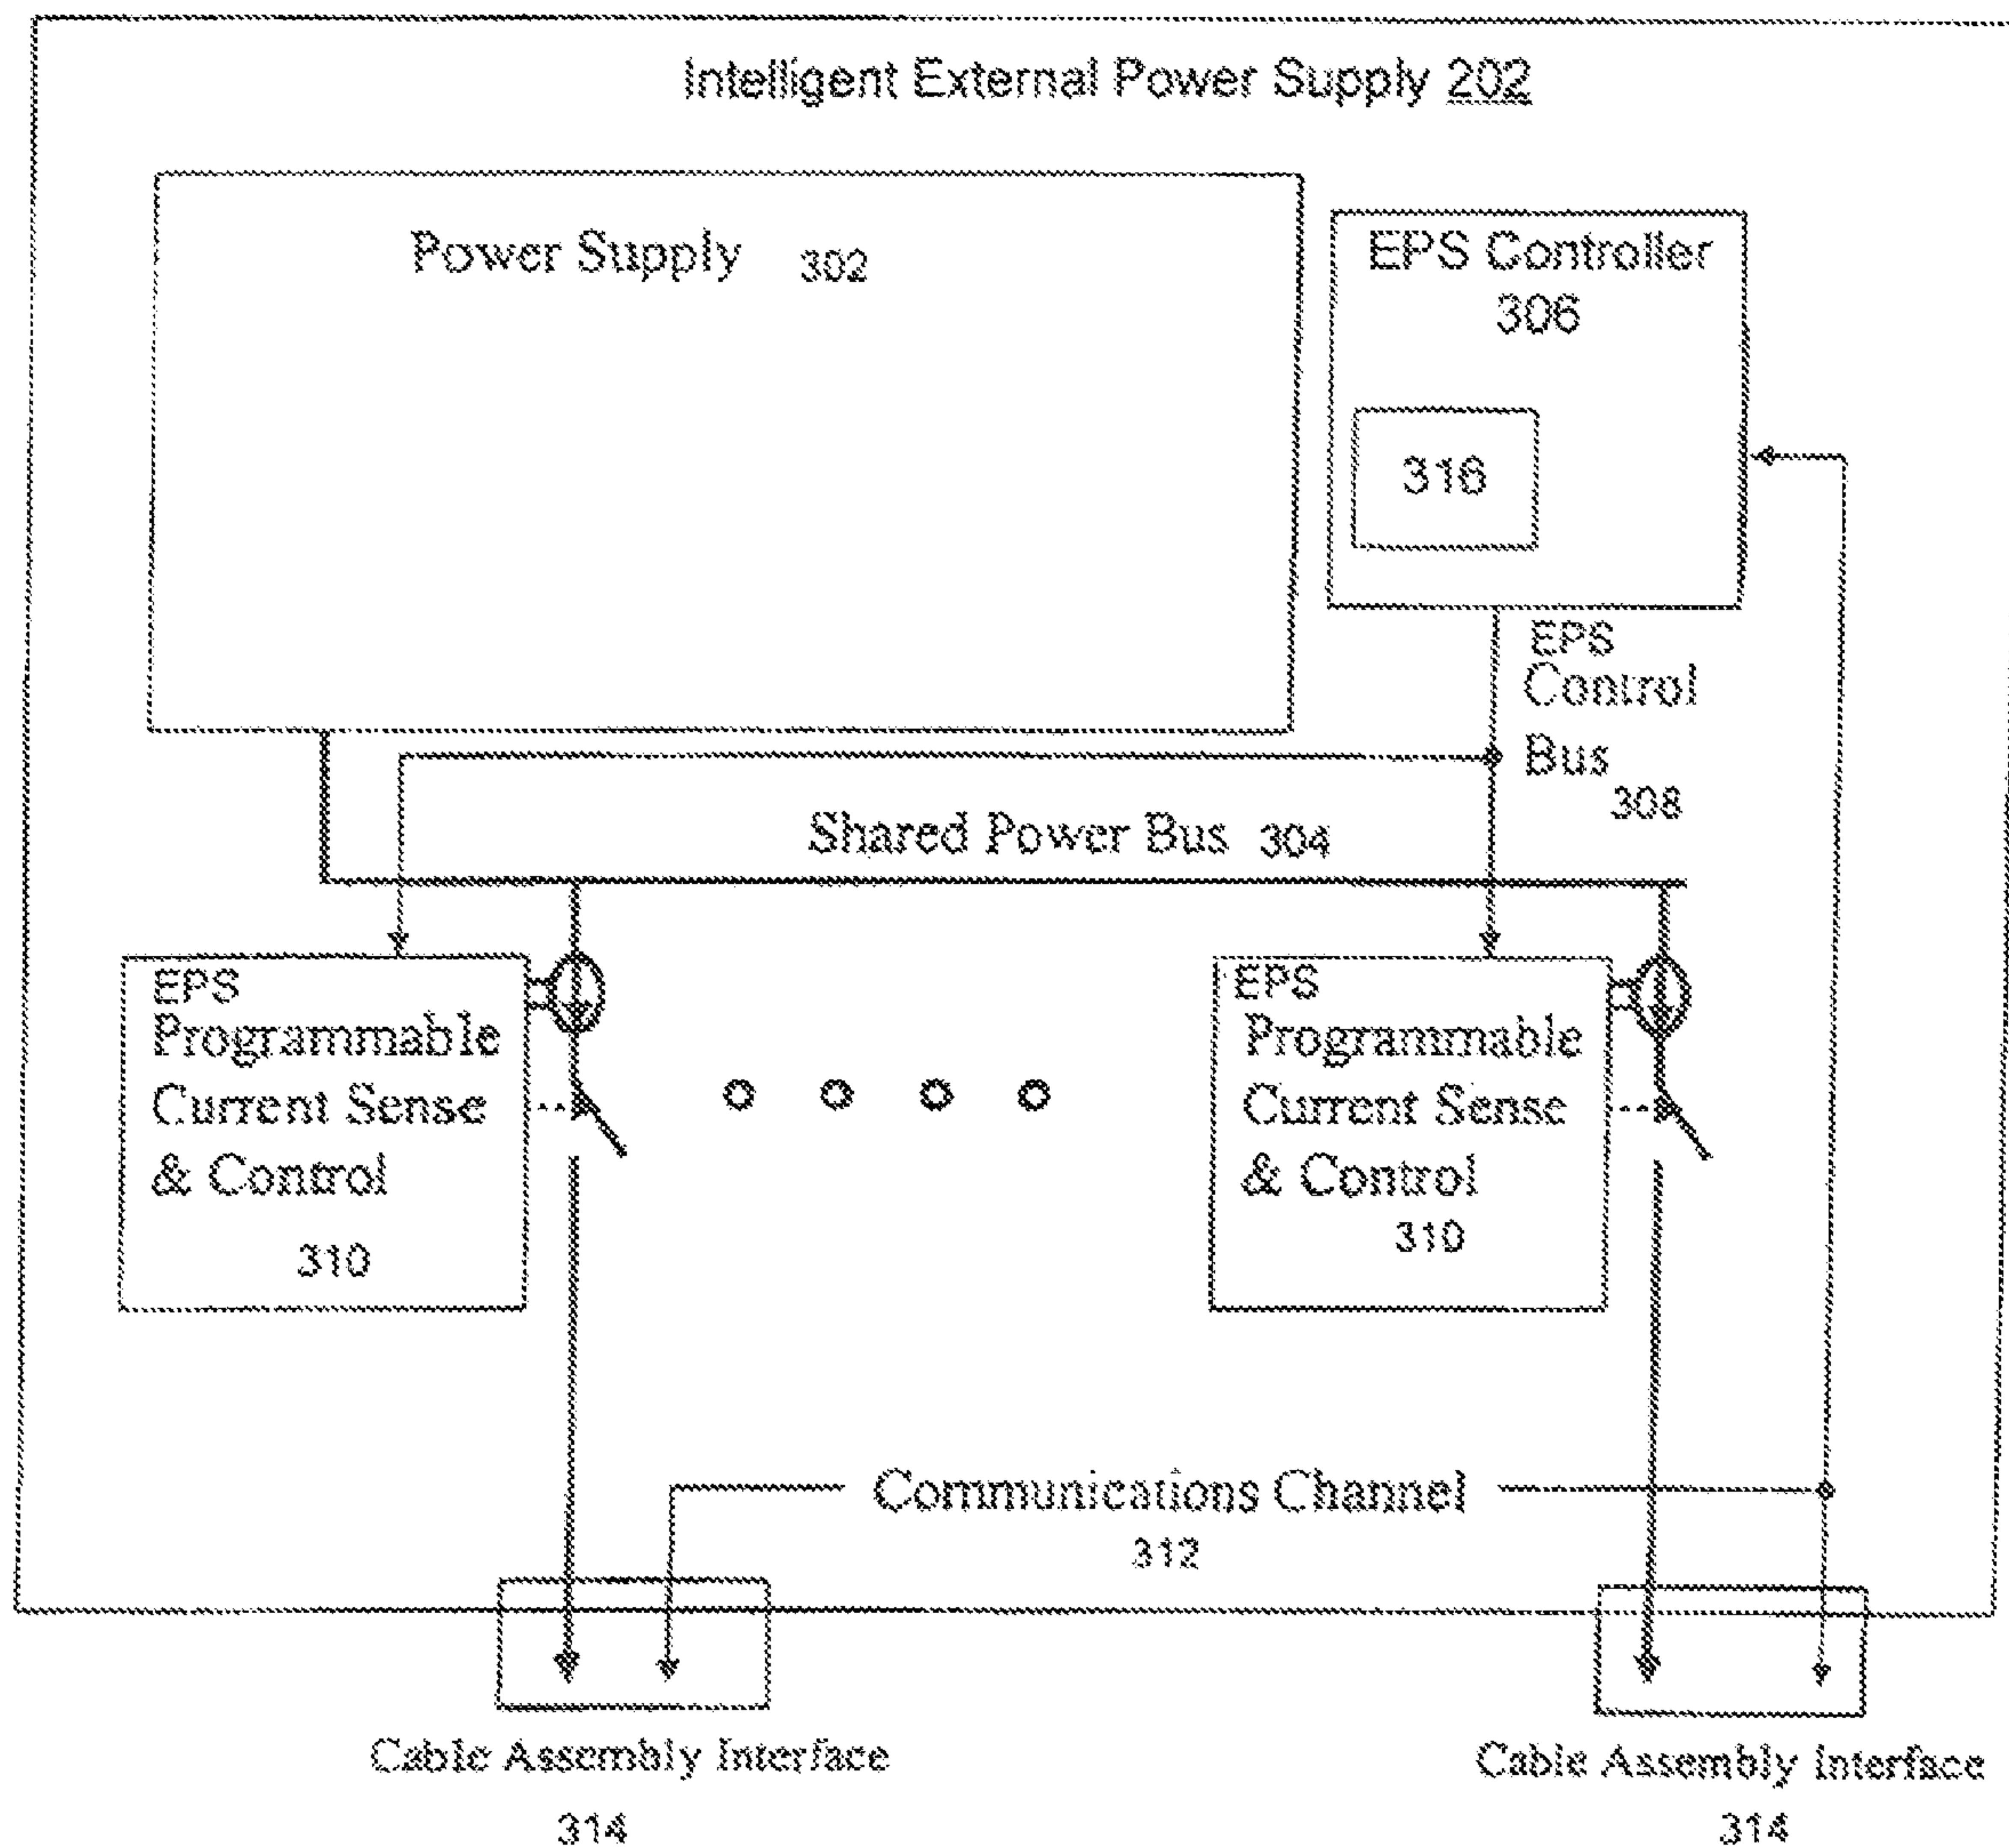 Intelligent External Power Supply 202
Power Supply 302
EPS Controller
306
316
EPS
Control
Bus
308
Shared Power Bus 304
EPS
Programmable
Current Sense
& Control
310
EPS
Programmable
Current Sense
& Control
310
Communications Channel
312
Cable Assembly Interface
314
Cable Assembly Interface
314